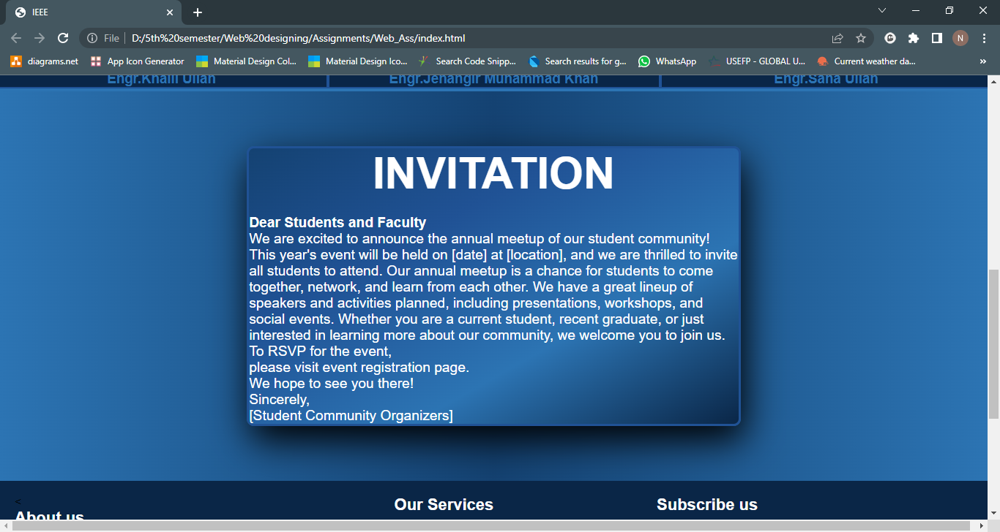 IEEE
File
D:/5th%20semester/Web%20designing/Assignments/Web_Ass/index.html
N
diagrams.net
App Icon Generator
Material Design Col...
Material Design Ico...
Search Code Snipp...
Search results for g...
WhatsApp
USEFP - GLOBAL U...
Current weather da...
»
Engr.Khalil Ullah
Engr.Jehangir Muhammad Khan
Engr.Sana Ullah
INVITATION
Dear Students and Faculty
We are excited to announce the annual meetup of our student community!
This year's event will be held on [date] at [location], and we are thrilled to invite
all students to attend. Our annual meetup is a chance for students to come
together, network, and learn from each other. We have a great lineup of
speakers and activities planned, including presentations, workshops, and
social events. Whether you are a current student, recent graduate, or just
interested in learning more about our community, we welcome you to join us.
To RSVP for the event,
please visit event registration page.
We hope to see you there!
Sincerely,
[Student Community Organizers]
<
About us
Our Services
Subscribe us